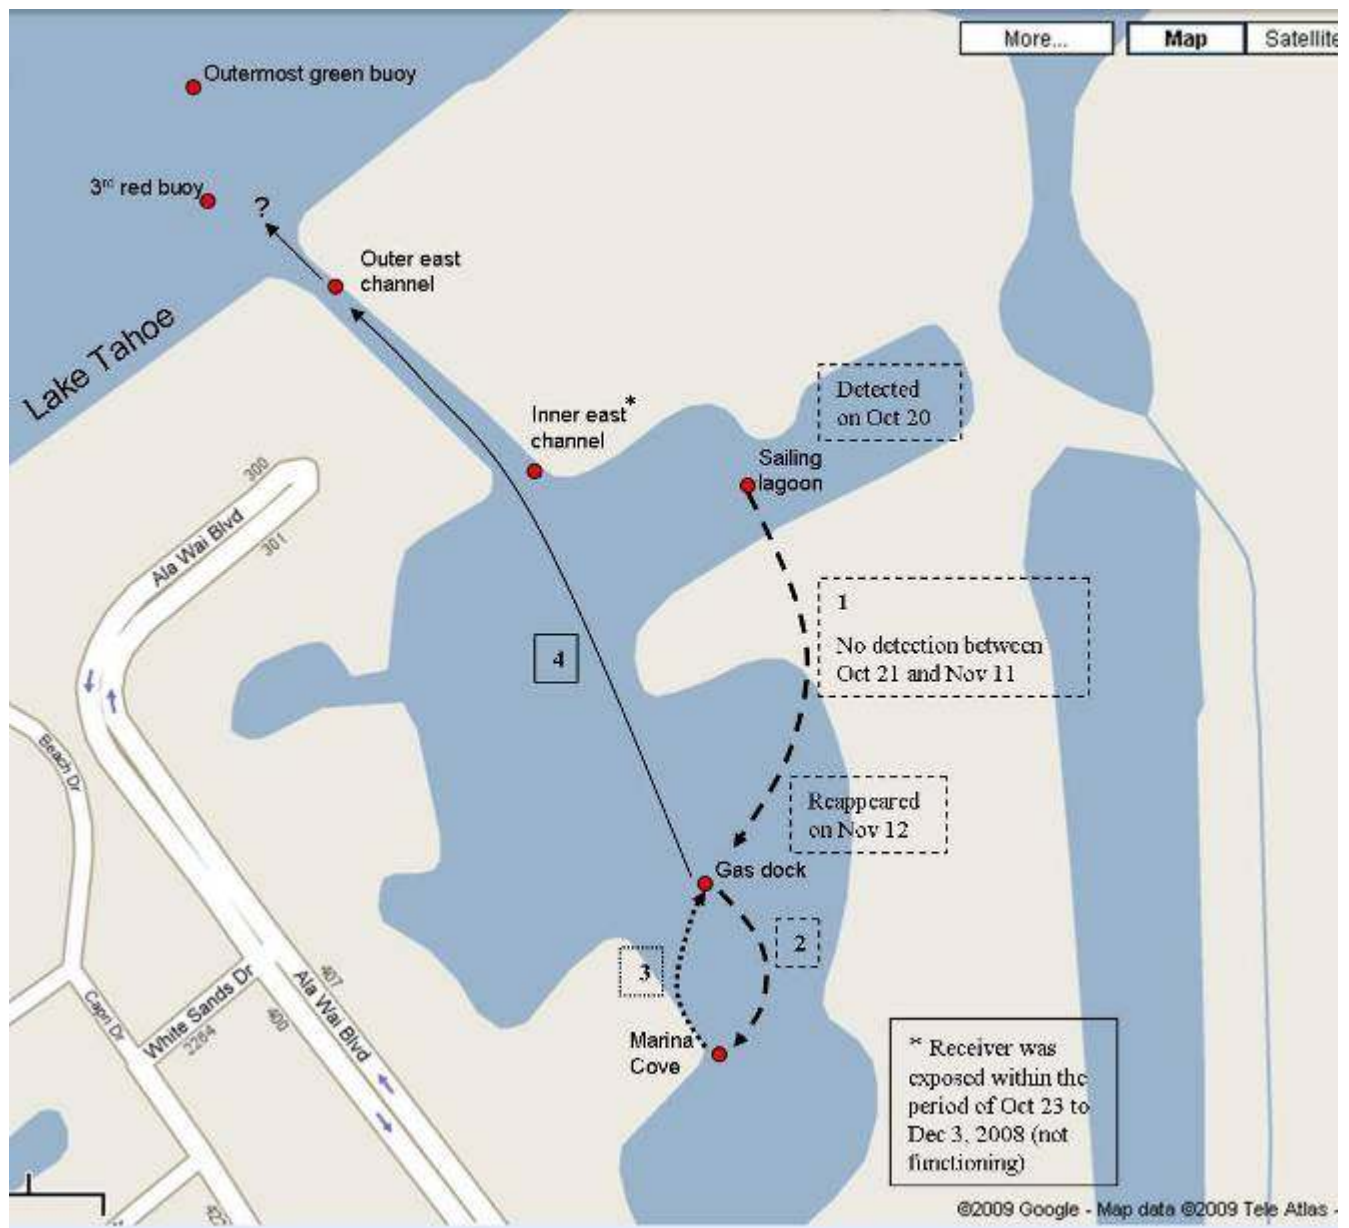 More...
Map
Satellite
Outermost green buoy
3rd red buoy
?
Outer east
channel
Lake Tahoe
Inner east*
channel
Detected
on Oct 20
Sailing
lagoon
300
Ala Wai Blvd
301
1
No detection between
Oct 21 and Nov 11
4
Beach Dr
Reappeared
on Nov 12
Gas dock
2
3
407
Ala Wai Blvd
White Sands Dr
400
Capri Dr
2264
Marina
Cove
* Receiver was
exposed within the
period of Oct 23 to
Dec 3, 2008 (not
functioning)
©2009 Google - Map data ©2009 Tele Atlas -